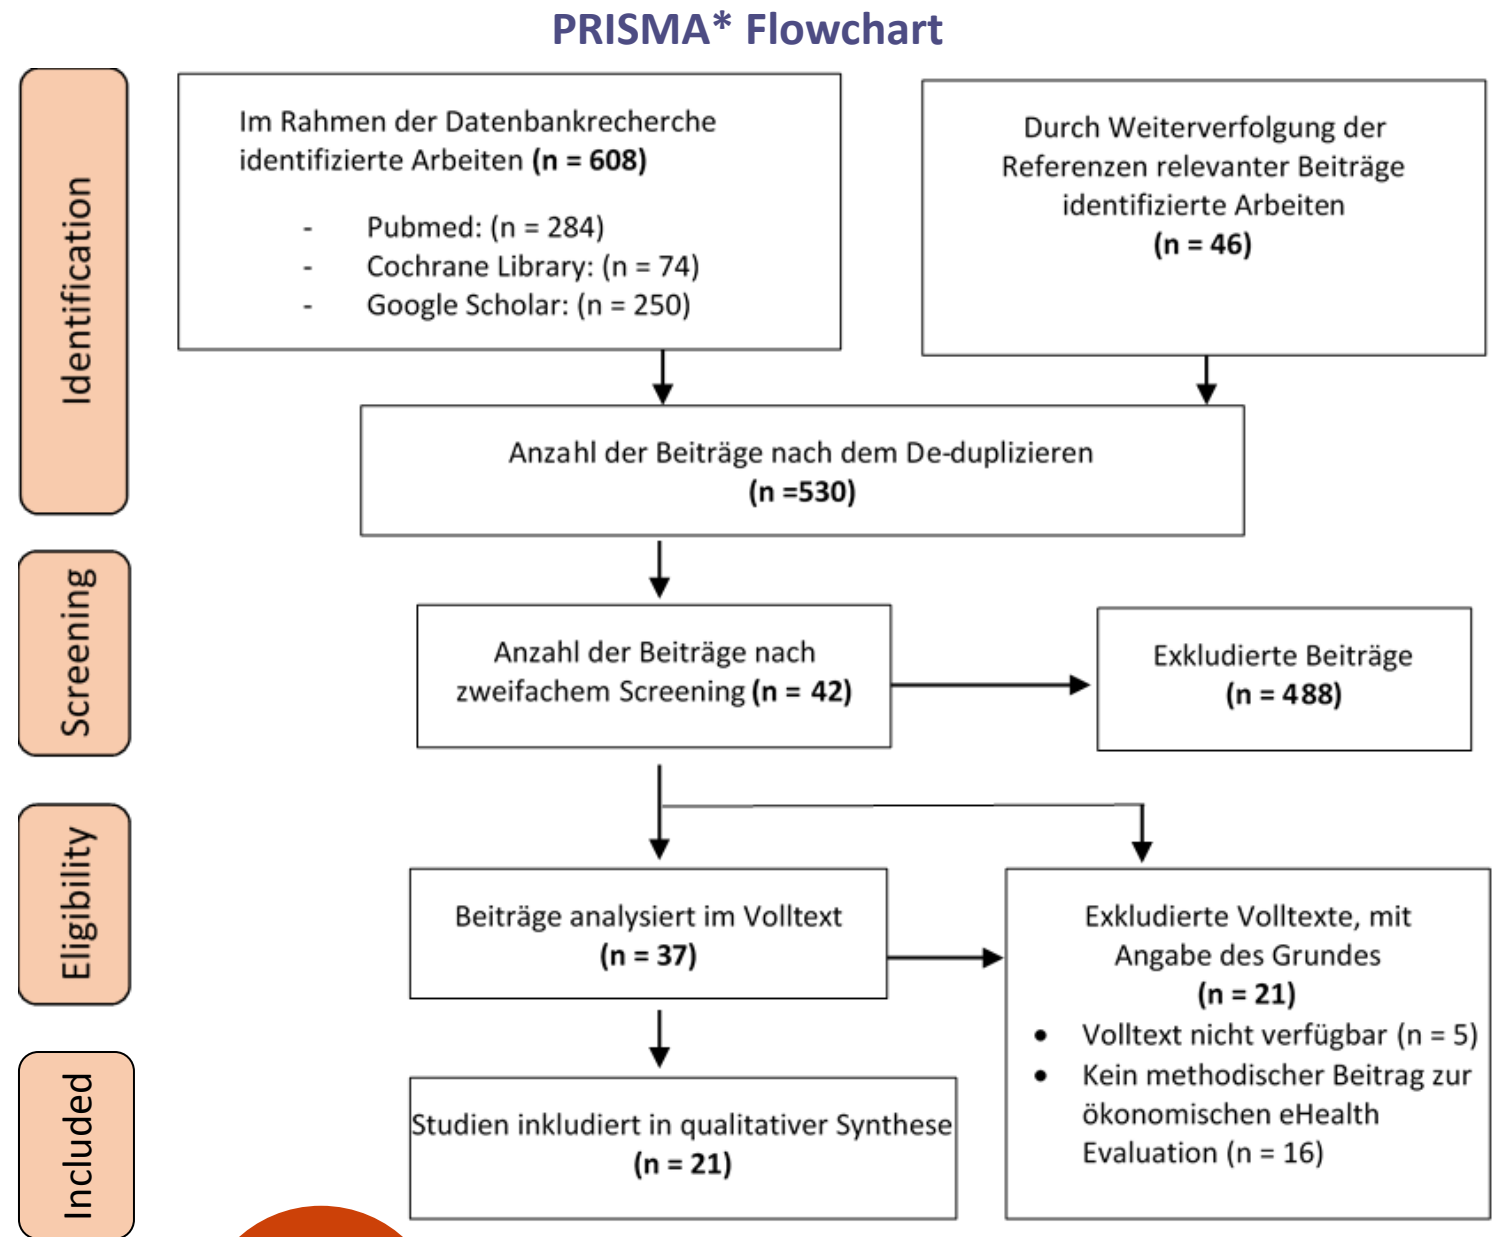 PRISMA* Flowchart
Identification
Im Rahmen der Datenbankrecherche
identifizierte Arbeiten (n = 608)
- Pubmed: (n = 284)
- Cochrane Library: (n = 74)
- Google Scholar: (n = 250)
Durch Weiterverfolgung der
Referenzen relevanter Beiträge
identifizierte Arbeiten
(n = 46)
Anzahl der Beiträge nach dem De-duplizieren
(n =530)
Screening
Anzahl der Beiträge nach
zweifachem Screening (n = 42)
Exkludierte Beiträge
(n = 488)
Eligibility
Beiträge analysiert im Volltext
(n = 37)
Exkludierte Volltexte, mit
Angabe des Grundes
(n = 21)
• Volltext nicht verfügbar (n = 5)
• Kein methodischer Beitrag zur
ökonomischen eHealth
Evaluation (n = 16)
Included
Studien inkludiert in qualitativer Synthese
(n = 21)